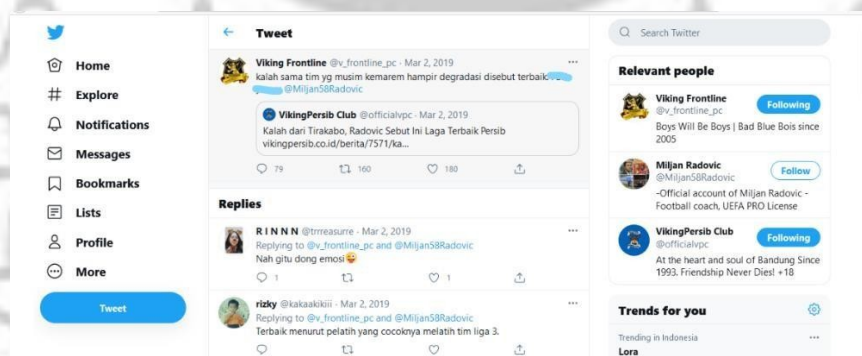 Home
Explore
Notifications
Messages
Bookmarks
Lists
Profile
More
Tweet
Tweet
Viking Frontline @v_frontline_pc · Mar 2, 2019
kalah sama tim yg musim kemarem hampir degradasi disebut terbaik
@Miljan58Radovic
VikingPersib Club @officialvpc · Mar 2, 2019
Kalah dari Tirakabo, Radovic Sebut Ini Laga Terbaik Persib
vikingpersib.co.id/berita/7571/ka...
79 160 180
Replies
R I N N N @trrreasurre · Mar 2, 2019
Replying to @v_frontline_pc and @Miljan58Radovic
Nah gitu dong emosi😜
1 1
rizky @kakaakikiii · Mar 2, 2019
Replying to @v_frontline_pc and @Miljan58Radovic
Terbaik menurut pelatih yang cocoknya melatih tim liga 3.
Search Twitter
Relevant people
Viking Frontline
@v_frontline_pc
Following
Boys Will Be Boys | Bad Blue Bois since
2005
Miljan Radovic
@Miljan58Radovic
Follow
-Official account of Miljan Radovic -
Football coach, UEFA PRO License
VikingPersib Club
@officialvpc
Following
At the heart and soul of Bandung Since
1993. Friendship Never Dies! +18
Trends for you
Trending in Indonesia
Lora